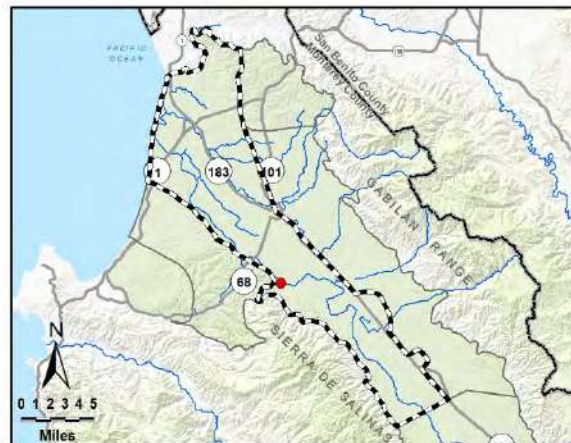 PACIFIC
OCEAN
1
San Benito County
Monterey County
1
183
101
GABILAN RANGE
68
SIERRA DE SALINAS
N
0 1 2 3 4 5
Miles